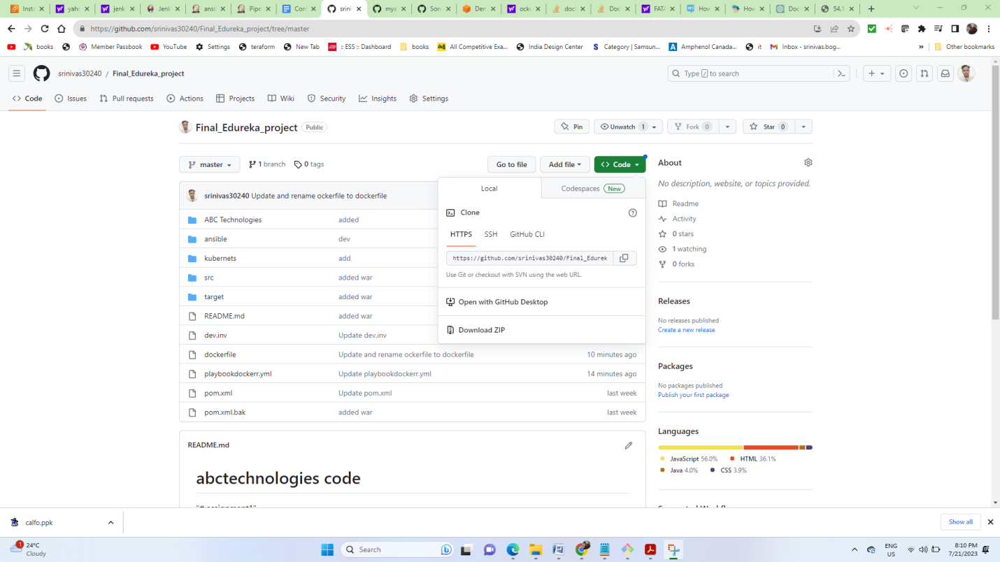 Insta
yaho
jenk
Jenk
ansi
Pipe
Con
srini
mya
Son
Den
ocke
doc
Doc
FATA
How
How
Doc
54.1
https://github.com/srinivas30240/Final_Edureka_project/tree/master
books
Member Passbook
YouTube
Settings
teraform
New Tab
:: ESS :: Dashboard
books
All Competitive Exa...
India Design Center
Category | Samsun...
Amphenol Canada...
it
Inbox - srinivas.bog...
»
Other bookmarks
srinivas30240 / Final_Edureka_project
Type / to search
Code
Issues
Pull requests
Actions
Projects
Wiki
Security
Insights
Settings
Final_Edureka_project Public
Pin
Unwatch 1
Fork 0
Star 0
master
1 branch
0 tags
Go to file
Add file
Code
srinivas30240 Update and rename ockerfile to dockerfile
ABC Technologies added
ansible dev
kubernets add
src added war
target added war
README.md added war
dev.inv Update dev.inv
dockerfile Update and rename ockerfile to dockerfile 10 minutes ago
playbookdockerr.yml Update playbookdockerr.yml 14 minutes ago
pom.xml Update pom.xml last week
pom.xml.bak added war last week
Local
Codespaces New
Clone
HTTPS SSH GitHub CLI
https://github.com/srinivas30240/Final_Edurek
Use Git or checkout with SVN using the web URL.
Open with GitHub Desktop
Download ZIP
README.md
abctechnologies code
"# assignment1"
About
No description, website, or topics provided.
Readme
Activity
0 stars
1 watching
0 forks
Releases
No releases published
Create a new release
Packages
No packages published
Publish your first package
Languages
JavaScript 56.0%
HTML 36.1%
Java 4.0%
CSS 3.9%
calfo.ppk
Show all
1
24°C
Cloudy
Search
ENG
US
8:10 PM
7/21/2023